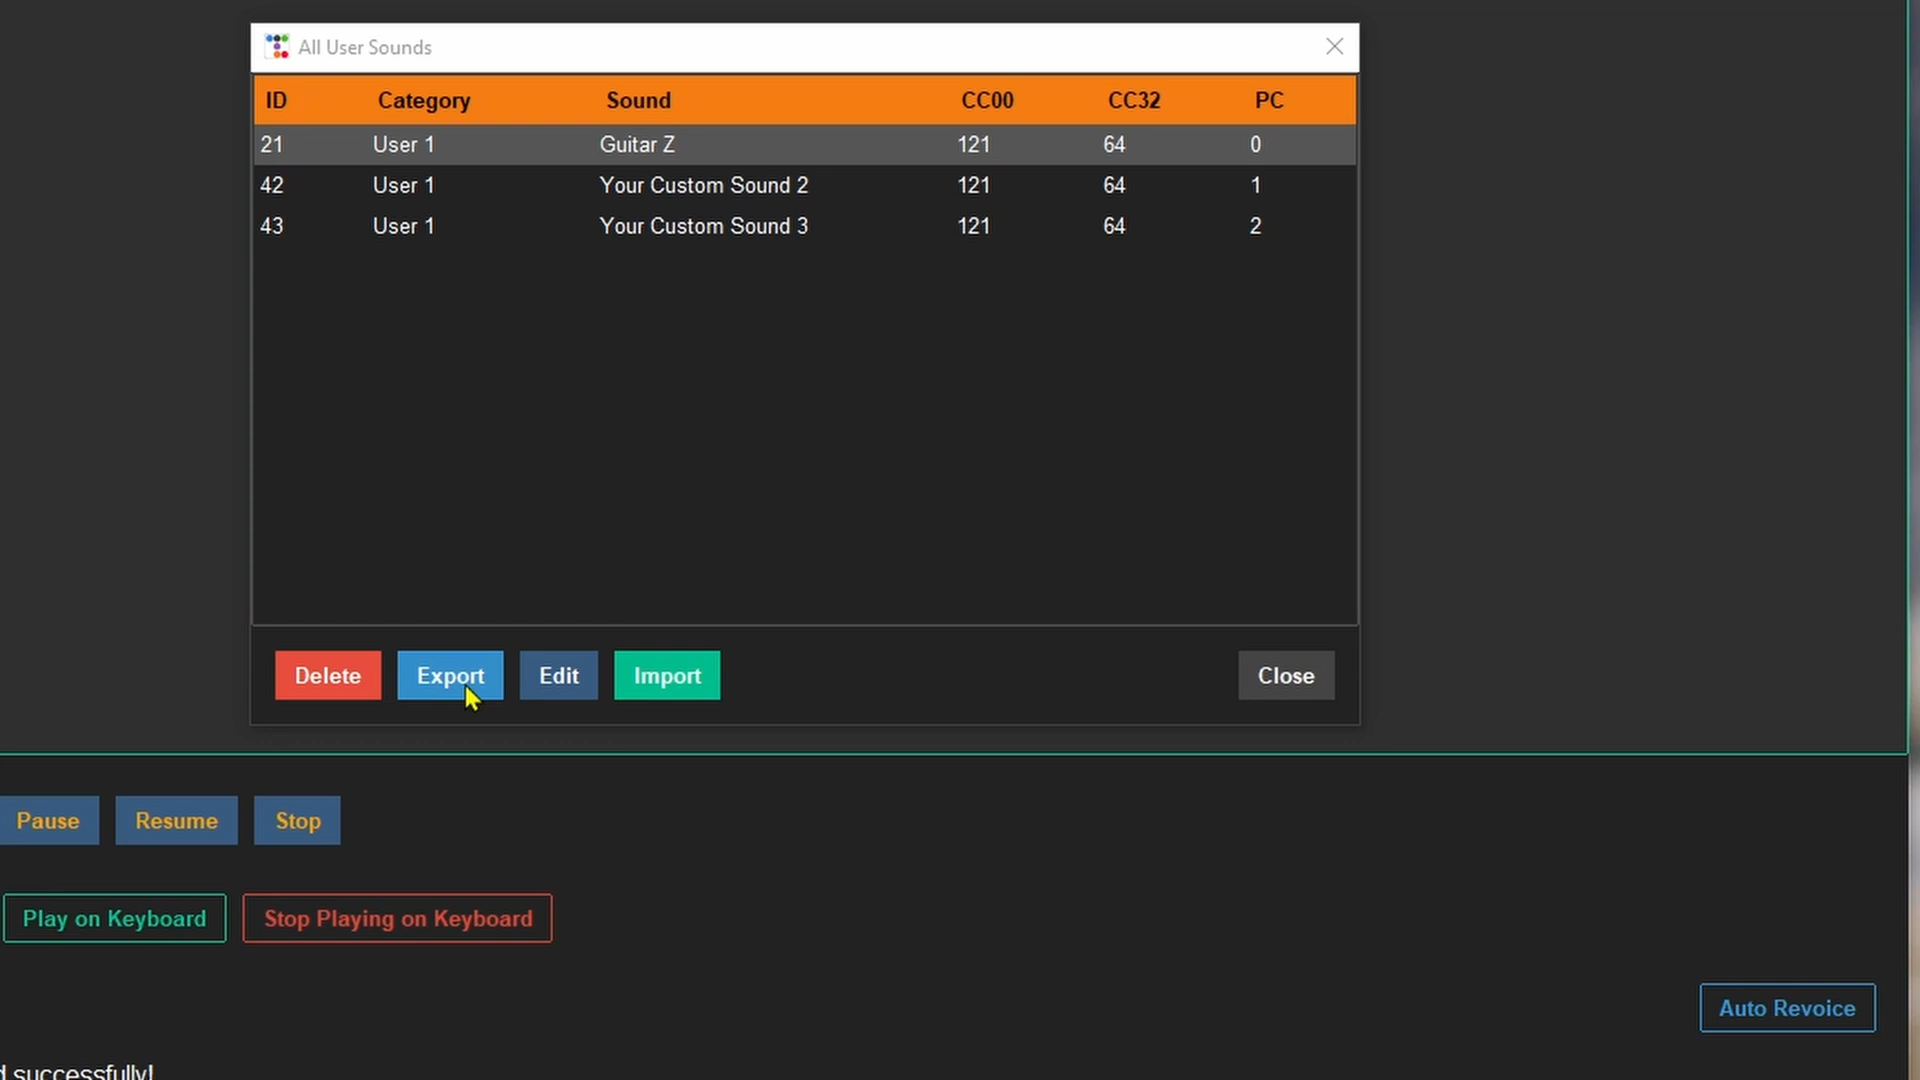 All User Sounds
ID Category Sound CC00 CC32 PC
21 User 1 Guitar Z 121 64 0
42 User 1 Your Custom Sound 2 121 64 1
43 User 1 Your Custom Sound 3 121 64 2
Delete Export Edit Import Close
Pause Resume Stop
Play on Keyboard Stop Playing on Keyboard
Auto Revoice
successfully!